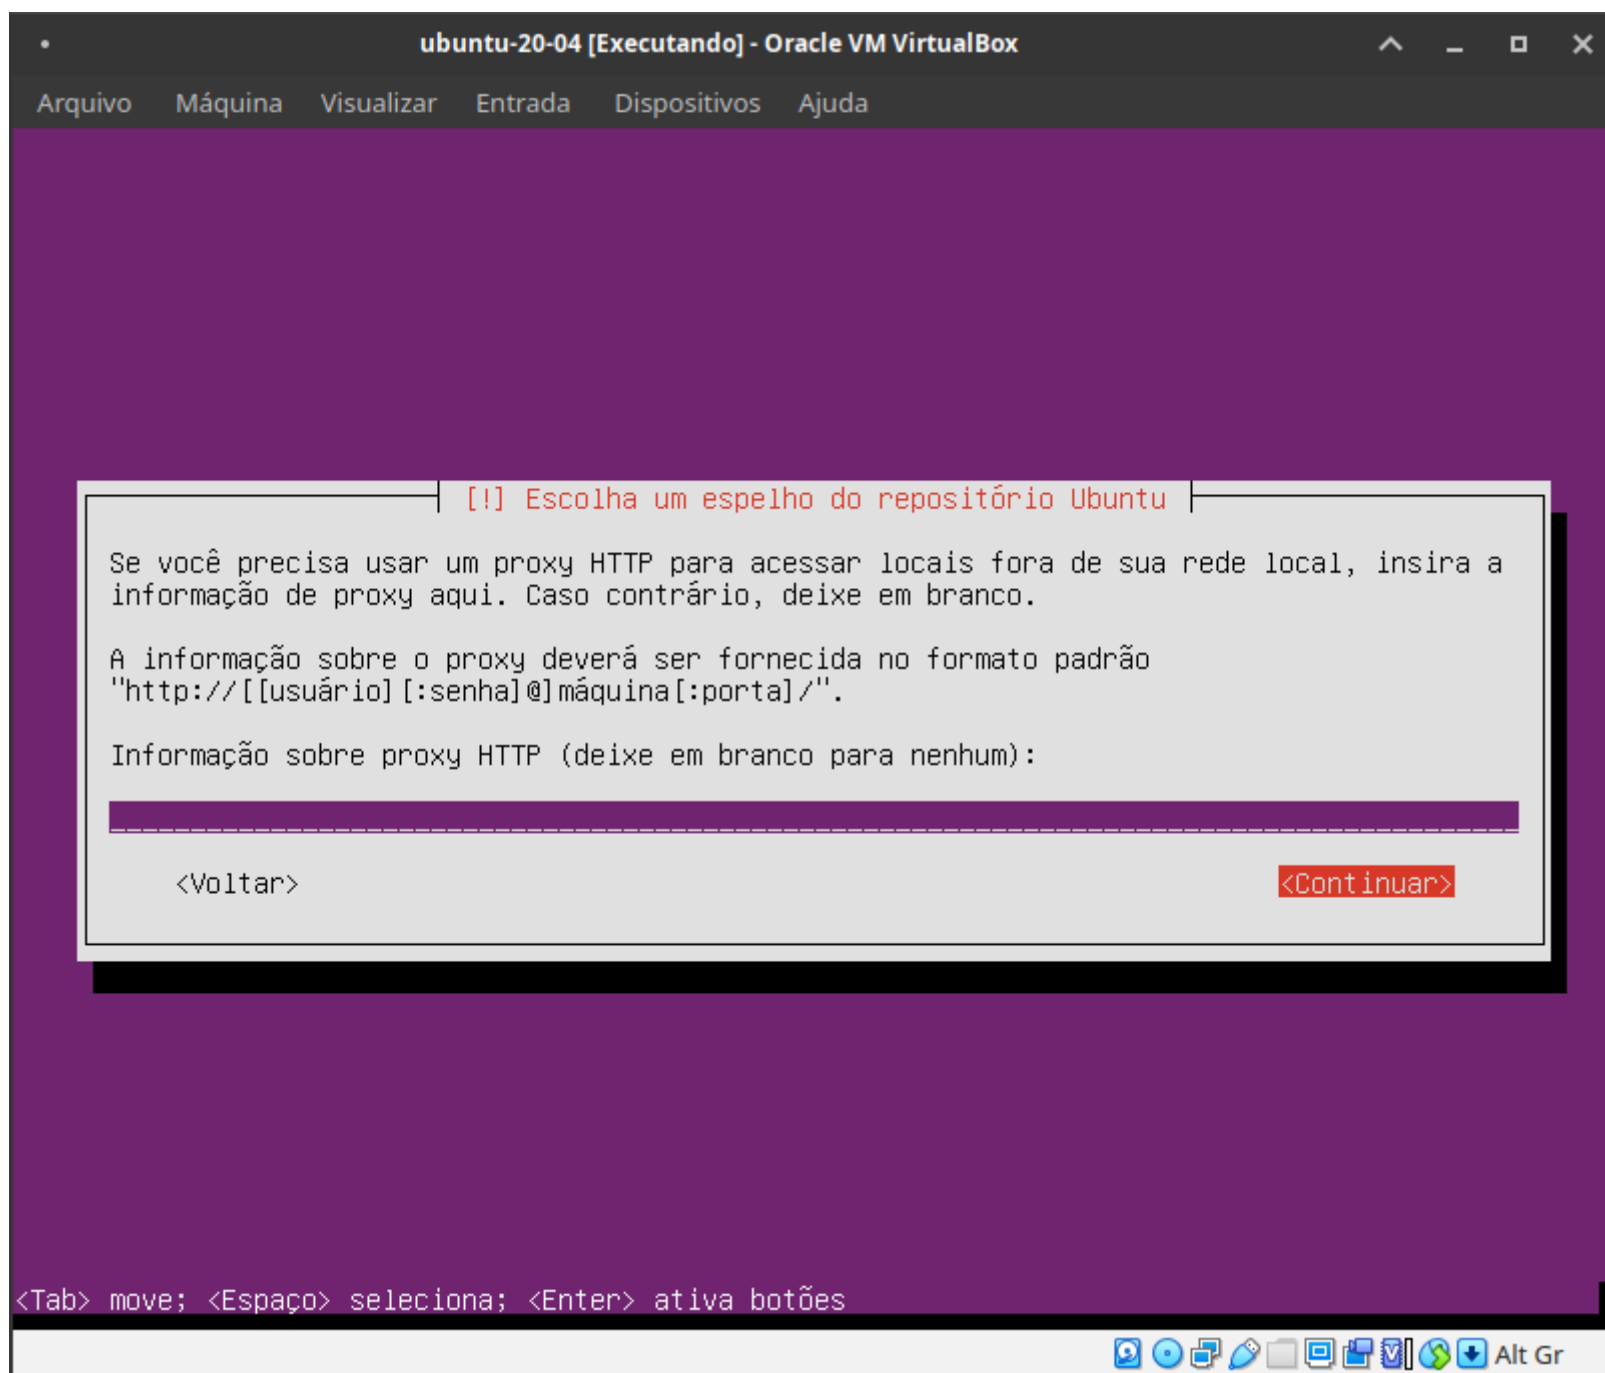 ubuntu-20-04 [Executando] - Oracle VM VirtualBox
Arquivo Máquina Visualizar Entrada Dispositivos Ajuda
[!] Escolha um espelho do repositório Ubuntu
Se você precisa usar um proxy HTTP para acessar locais fora de sua rede local, insira a
informação de proxy aqui. Caso contrário, deixe em branco.
A informação sobre o proxy deverá ser fornecida no formato padrão
"http://[[usuário][:senha]@]máquina[:porta]/".
Informação sobre proxy HTTP (deixe em branco para nenhum):
<Voltar> <Continuar>
<Tab> move; <Espaço> seleciona; <Enter> ativa botões
Alt Gr